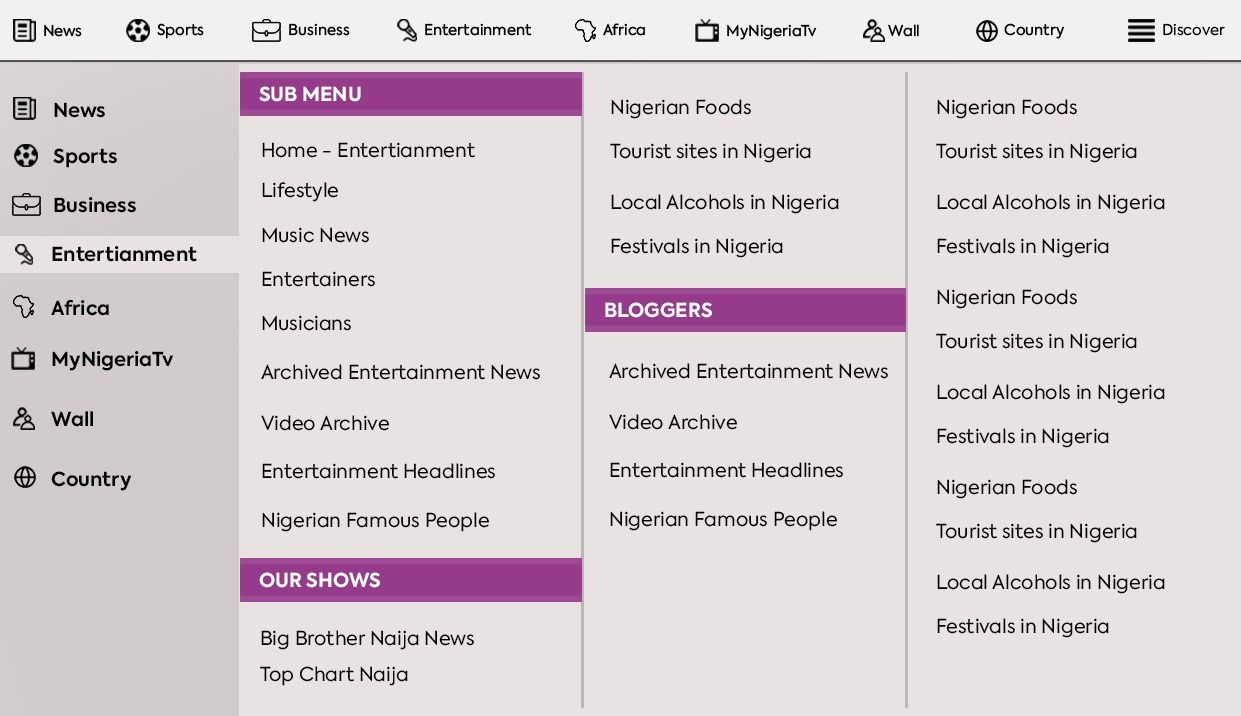 News
Sports
Business
Entertainment
Africa
MyNigeriaTv
Wall
Country
Discover
News
Sports
Business
Entertianment
Africa
MyNigeriaTv
Wall
Country
SUB MENU
Home - Entertianment
Lifestyle
Music News
Entertainers
Musicians
Archived Entertainment News
Video Archive
Entertainment Headlines
Nigerian Famous People
OUR SHOWS
Big Brother Naija News
Top Chart Naija
Nigerian Foods
Tourist sites in Nigeria
Local Alcohols in Nigeria
Festivals in Nigeria
BLOGGERS
Archived Entertainment News
Video Archive
Entertainment Headlines
Nigerian Famous People
Nigerian Foods
Tourist sites in Nigeria
Local Alcohols in Nigeria
Festivals in Nigeria
Nigerian Foods
Tourist sites in Nigeria
Local Alcohols in Nigeria
Festivals in Nigeria
Nigerian Foods
Tourist sites in Nigeria
Local Alcohols in Nigeria
Festivals in Nigeria